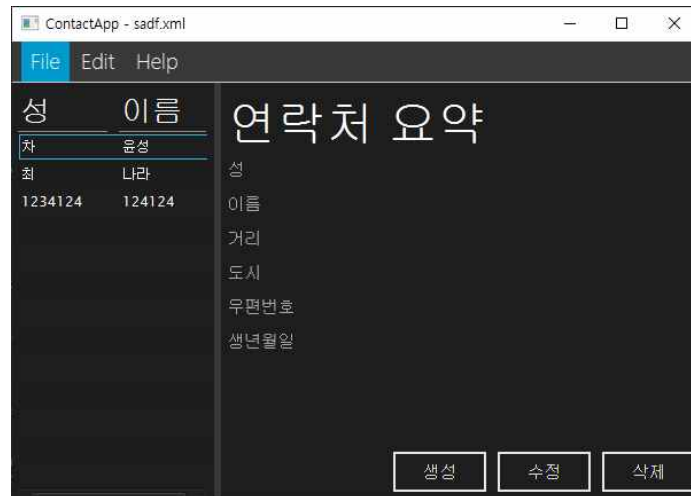 ContactApp - sadf.xml
File Edit Help
성 이름
차 윤성
최 나라
1234124 124124
연락처 요약
성
이름
거리
도시
우편번호
생년월일
생성 수정 삭제